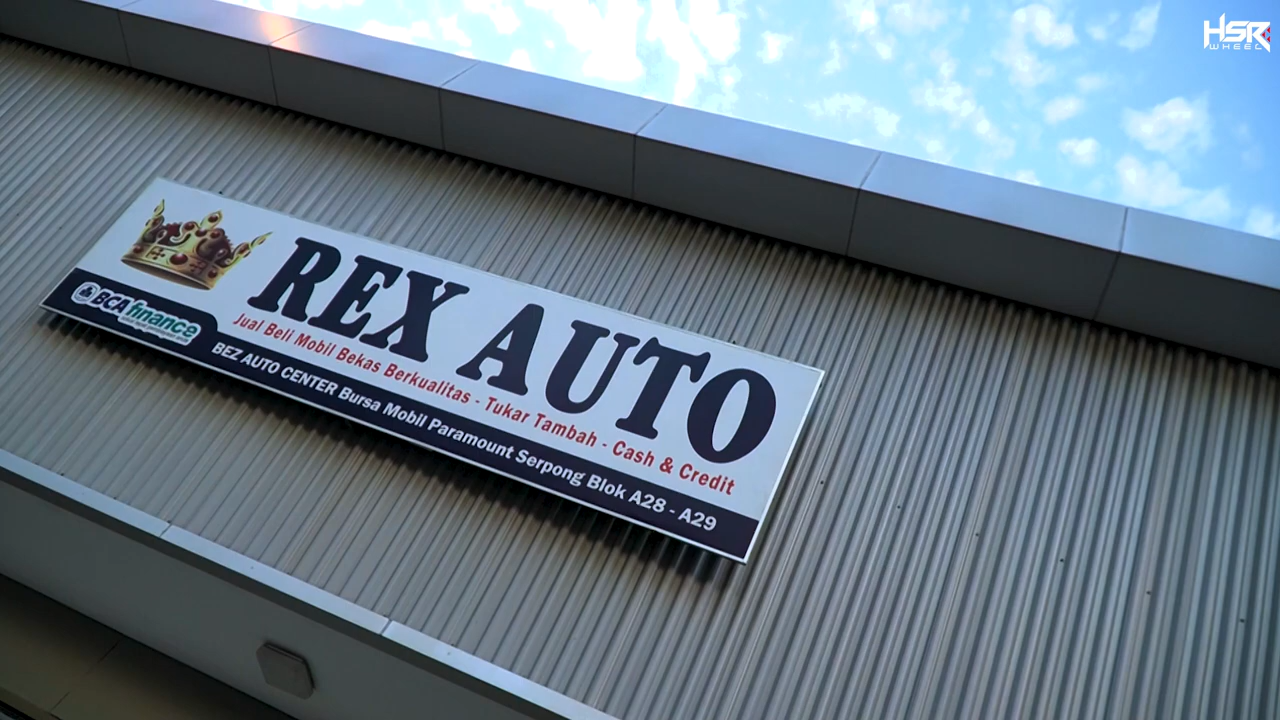 HSR
WHEEL
REX AUTO
Jual Beli Mobil Bekas Berkualitas - Tukar Tambah - Cash & Credit
BCA finance
BEZ AUTO CENTER Bursa Mobil Paramount Serpong Blok A28 - A29